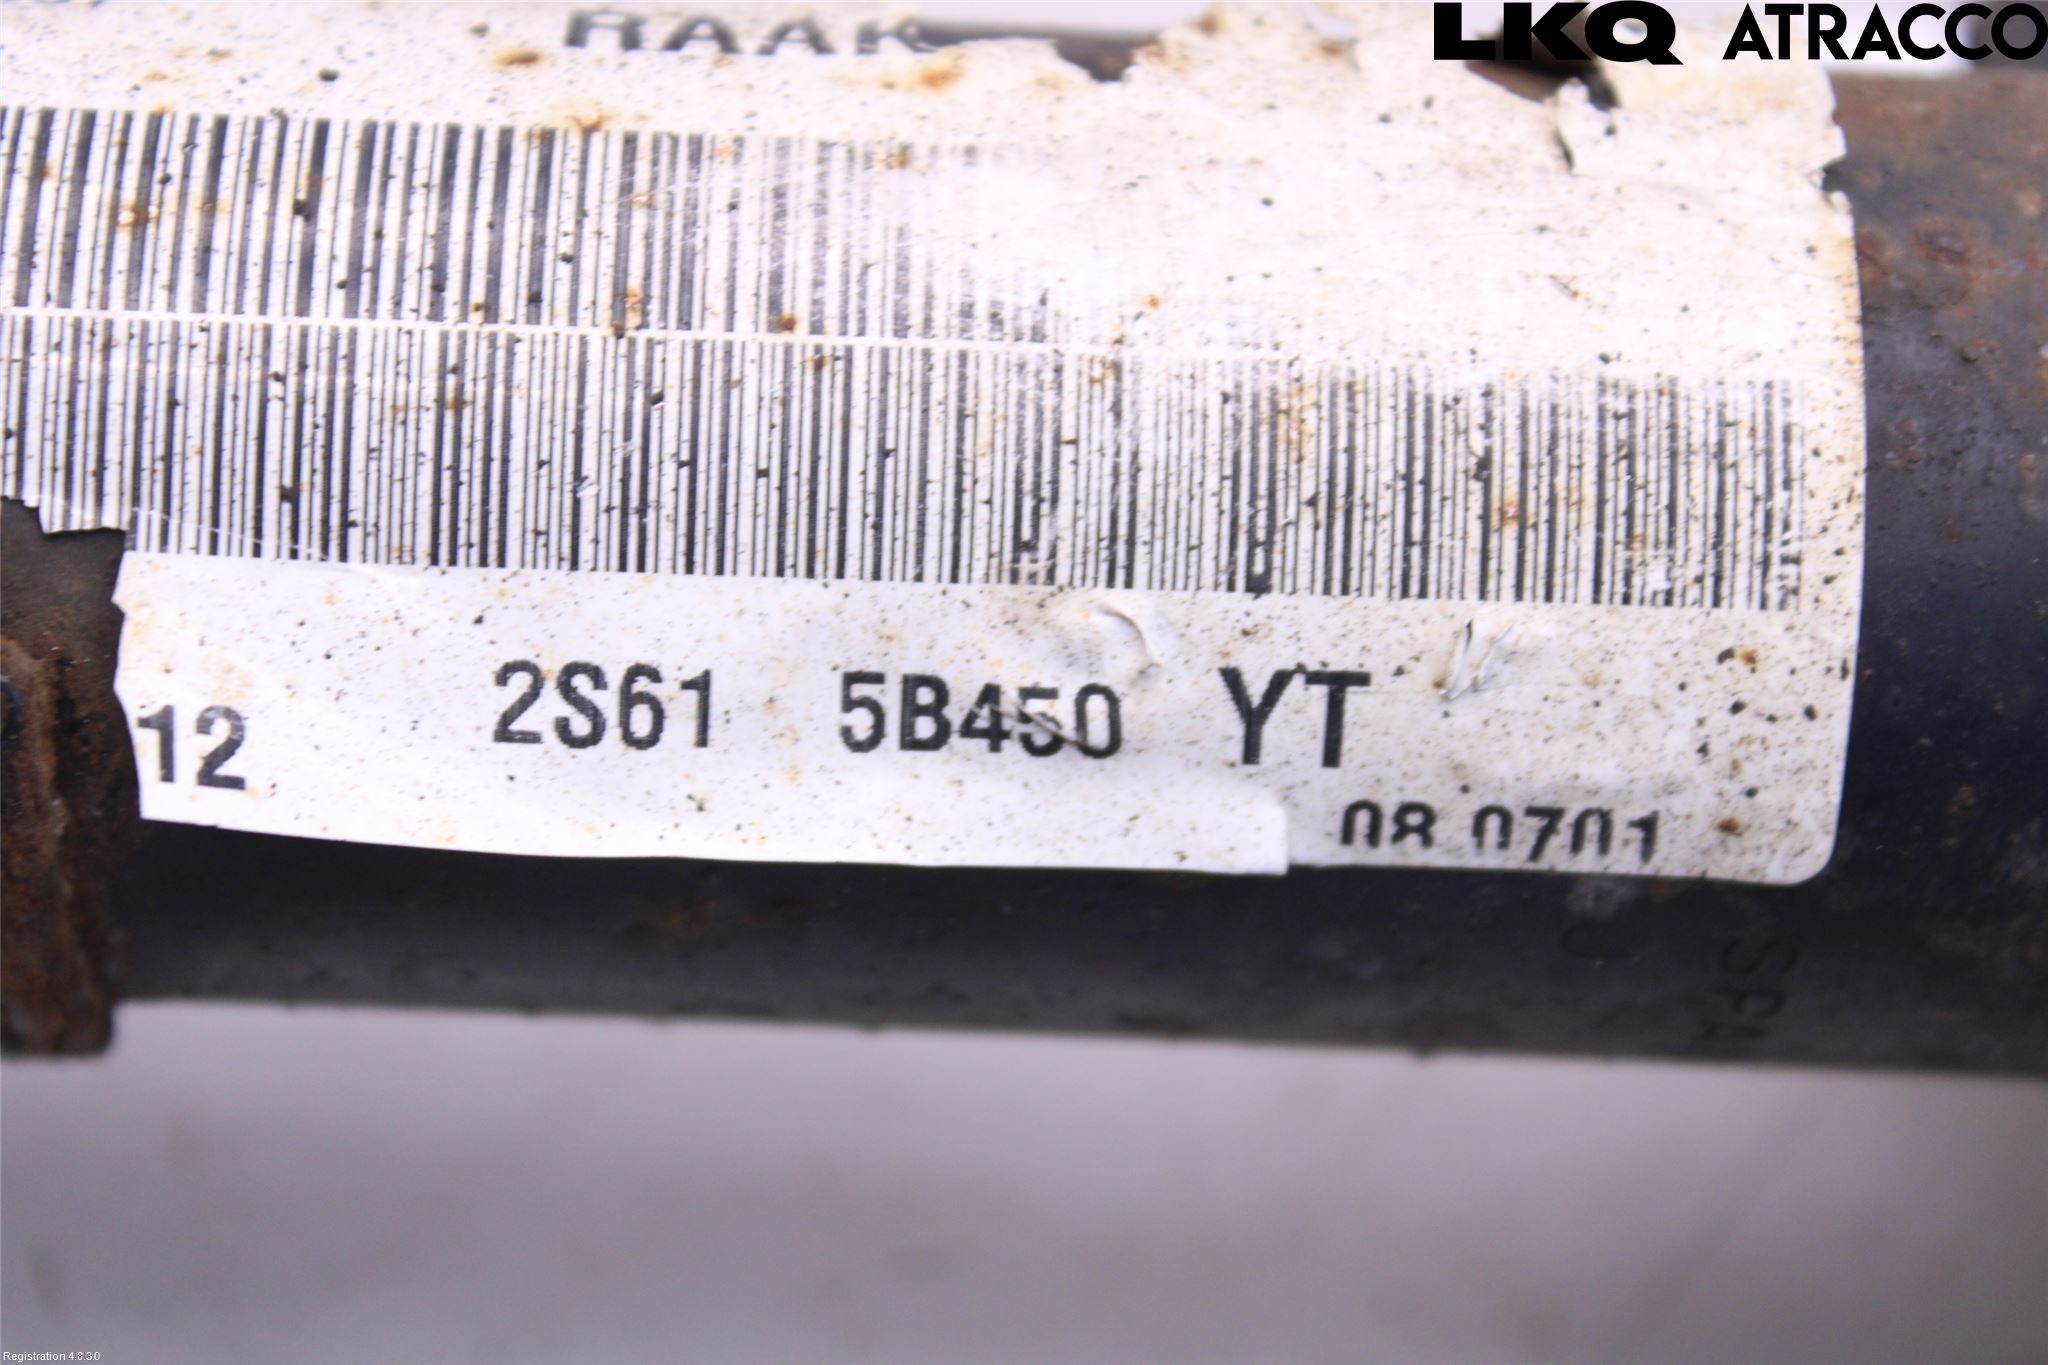 LKQ ATRACCO
RAAK
12 2S61 5B450 YT
08 0701
Registration 4.8.3.0